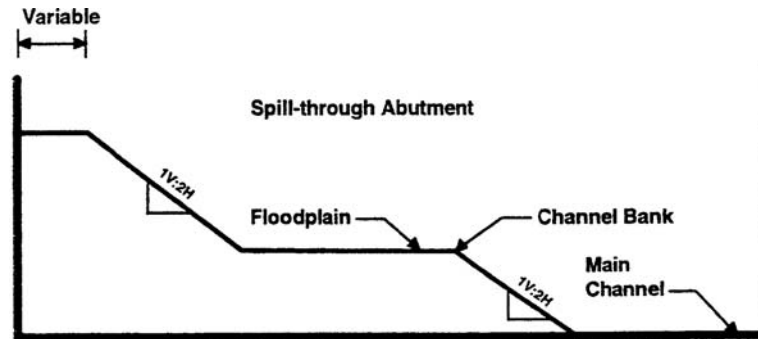 Variable
Spill-through Abutment
1V:2H
Floodplain
Channel Bank
1V:2H
Main
Channel